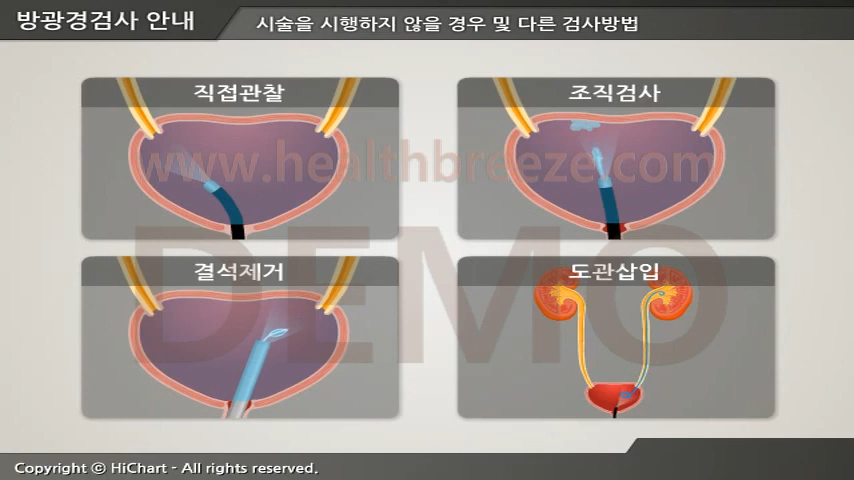 방광경검사 안내
시술을 시행하지 않을 경우 및 다른 검사방법
직접관찰
조직검사
www.healthbreeze.com
DEMO
결석제거
도관삽입
Copyright ⓒ HiChart - All rights reserved.